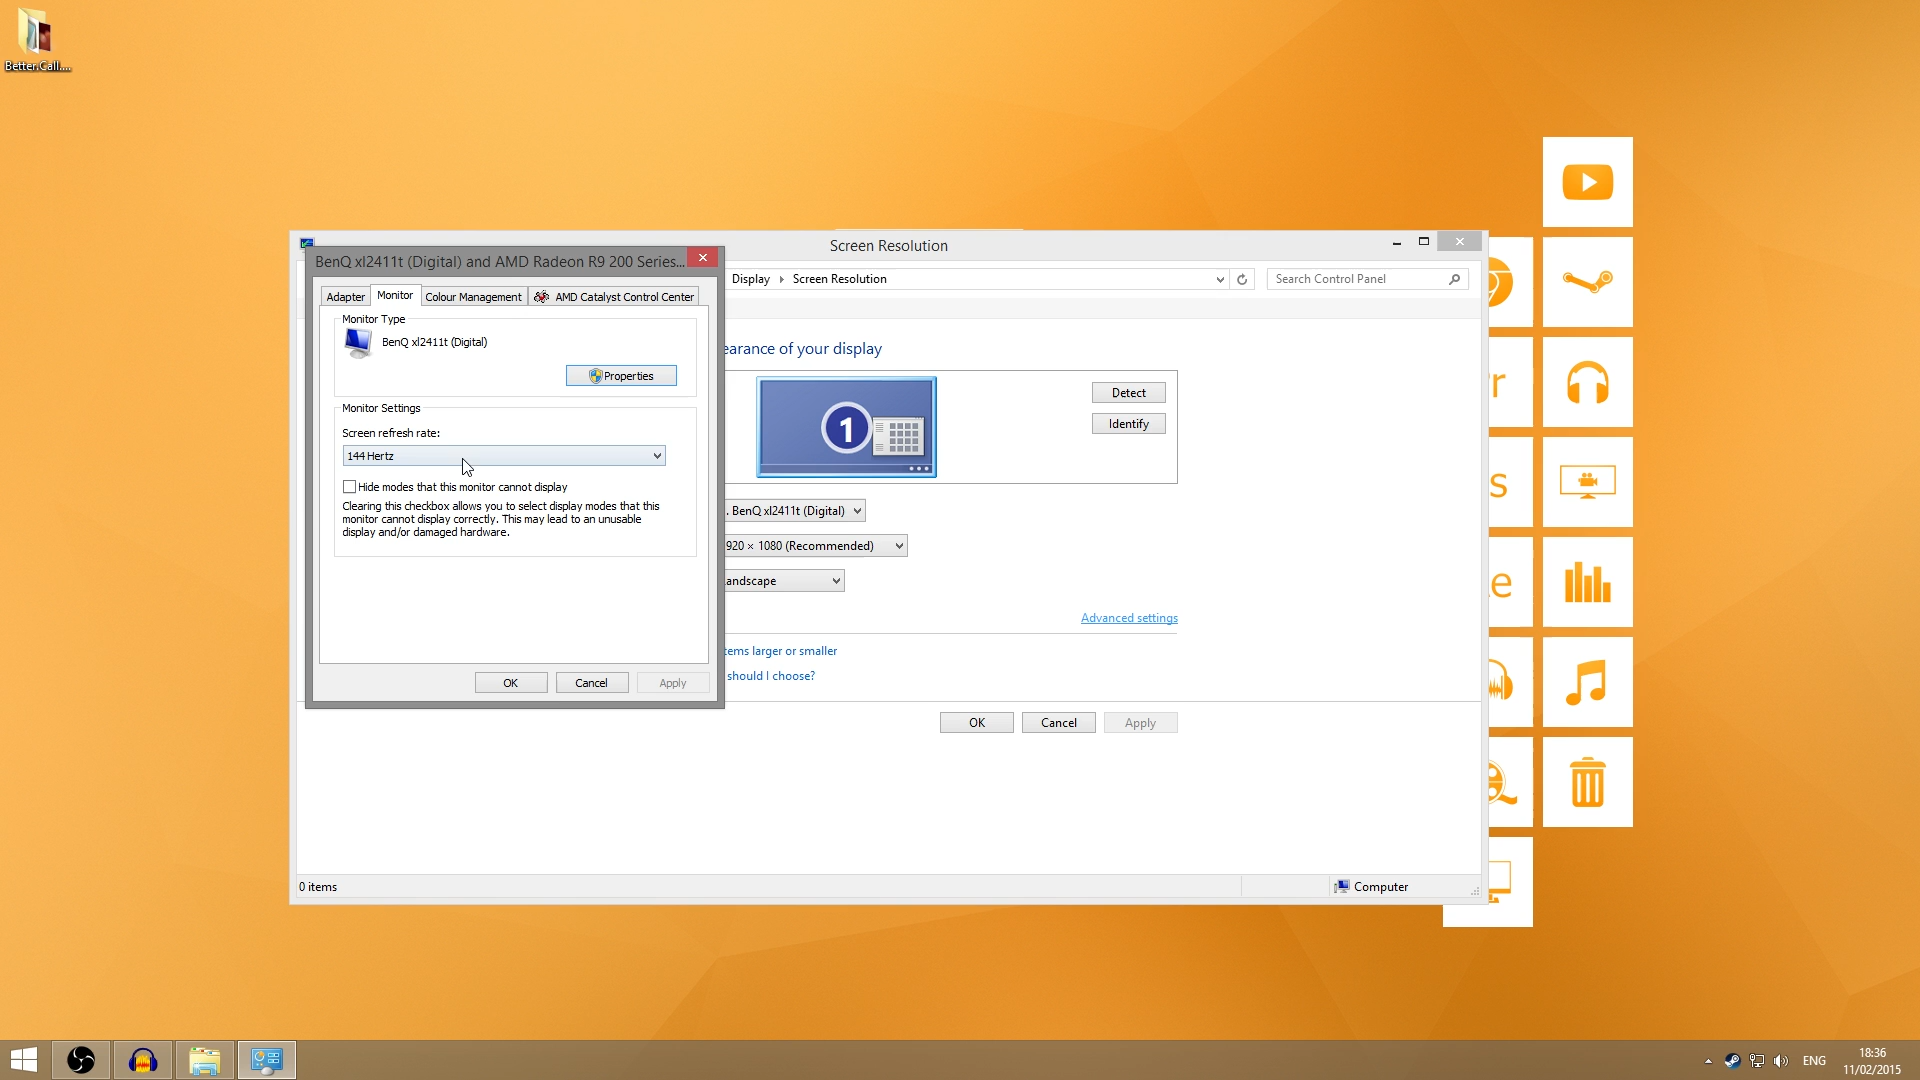 Better.Call....
Screen Resolution
BenQ xl2411t (Digital) and AMD Radeon R9 200 Series...
Display
Screen Resolution
Search Control Panel
Adapter
Monitor
Colour Management
AMD Catalyst Control Center
Monitor Type
BenQ xl2411t (Digital)
Properties
earance of your display
Detect
Identify
1
Monitor Settings
Screen refresh rate:
144 Hertz
Hide modes that this monitor cannot display
Clearing this checkbox allows you to select display modes that this
monitor cannot display correctly. This may lead to an unusable
display and/or damaged hardware.
. BenQ xl2411t (Digital)
920 × 1080 (Recommended)
andscape
Advanced settings
tems larger or smaller
should I choose?
OK
Cancel
Apply
OK
Cancel
Apply
r
s
e
0 items
Computer
ENG
18:36
11/02/2015